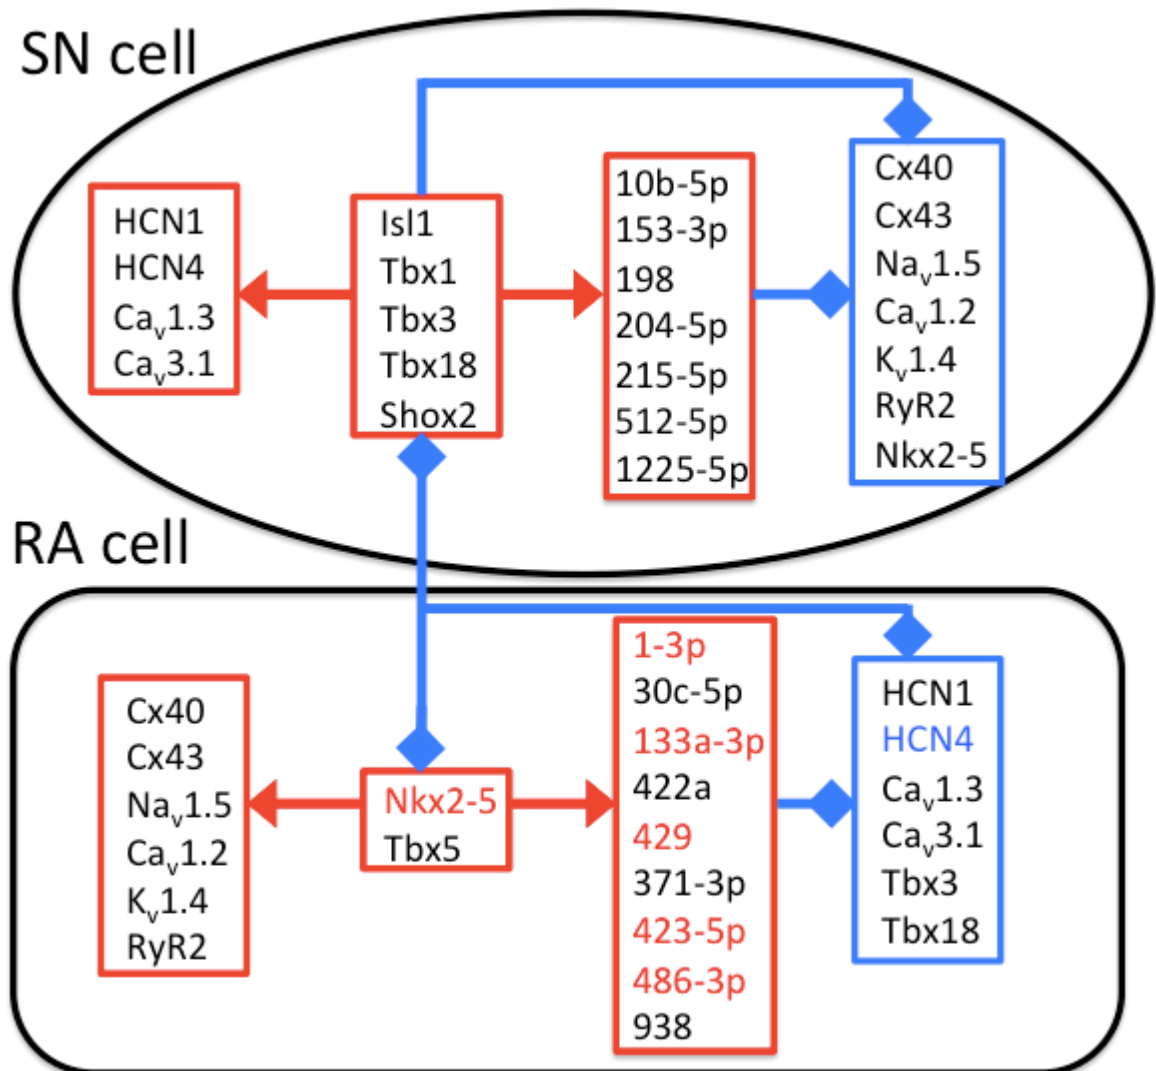 SN cell
HCN1
HCN4
Caᵥ1.3
Caᵥ3.1
Isl1
Tbx1
Tbx3
Tbx18
Shox2
10b-5p
153-3p
198
204-5p
215-5p
512-5p
1225-5p
Cx40
Cx43
Naᵥ1.5
Caᵥ1.2
Kᵥ1.4
RyR2
Nkx2-5
RA cell
Cx40
Cx43
Naᵥ1.5
Caᵥ1.2
Kᵥ1.4
RyR2
Nkx2-5
Tbx5
1-3p
30c-5p
133a-3p
422a
429
371-3p
423-5p
486-3p
938
HCN1
HCN4
Caᵥ1.3
Caᵥ3.1
Tbx3
Tbx18